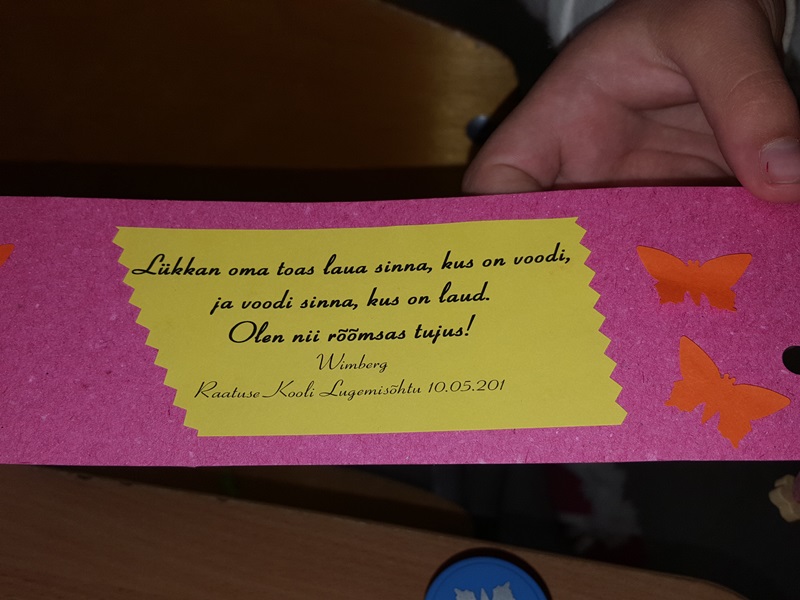 Lükkan oma toas laua sinna, kus on voodi,
ja voodi sinna, kus on laud.
Olen nii rõõmsas tujus!
Wimberg
Raatuse Kooli Lugemisõhtu 10.05.201